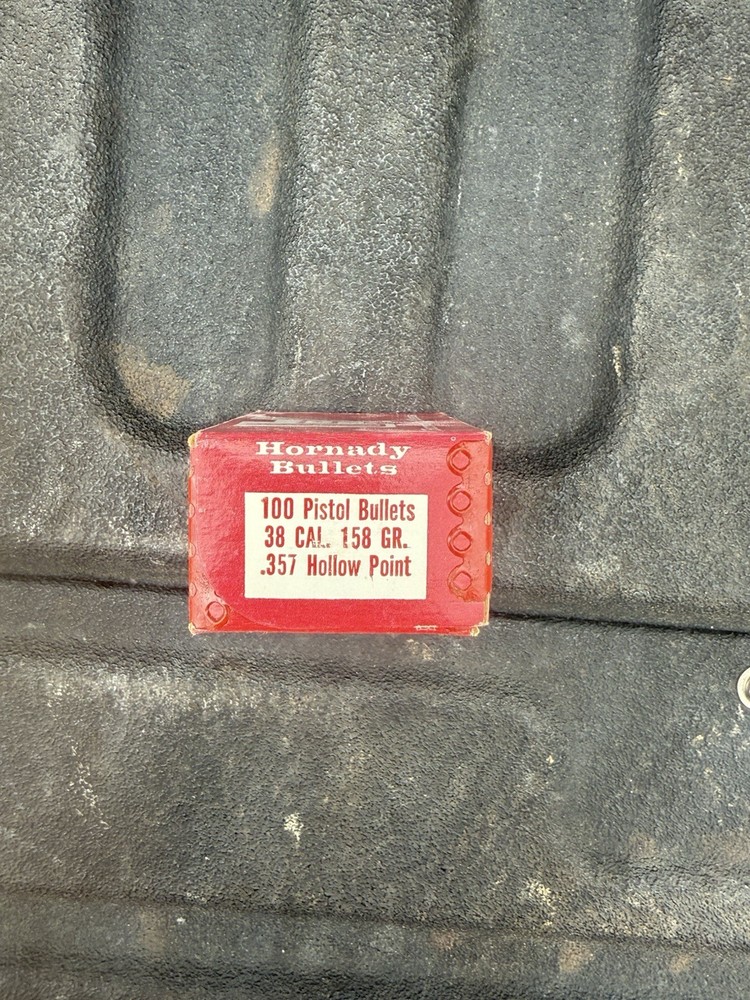 Hornady
Bullets
100 Pistol Bullets
38 CAL. 158 GR.
.357 Hollow Point